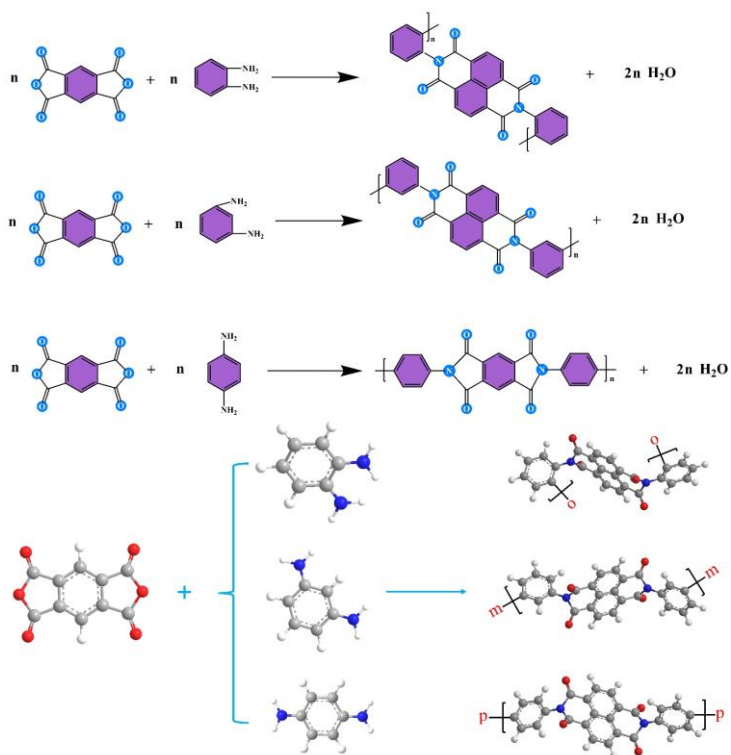 O O O n
n O O + n NH₂ NH₂ N O + 2n H₂O
O O O N
O n
O O O
n O O + n NH₂ NH₂ N O + 2n H₂O
O O O N n
O
NH₂
O O O O
n O O + n N N n + 2n H₂O
O O NH₂ O O
o
o
+
m m
p p